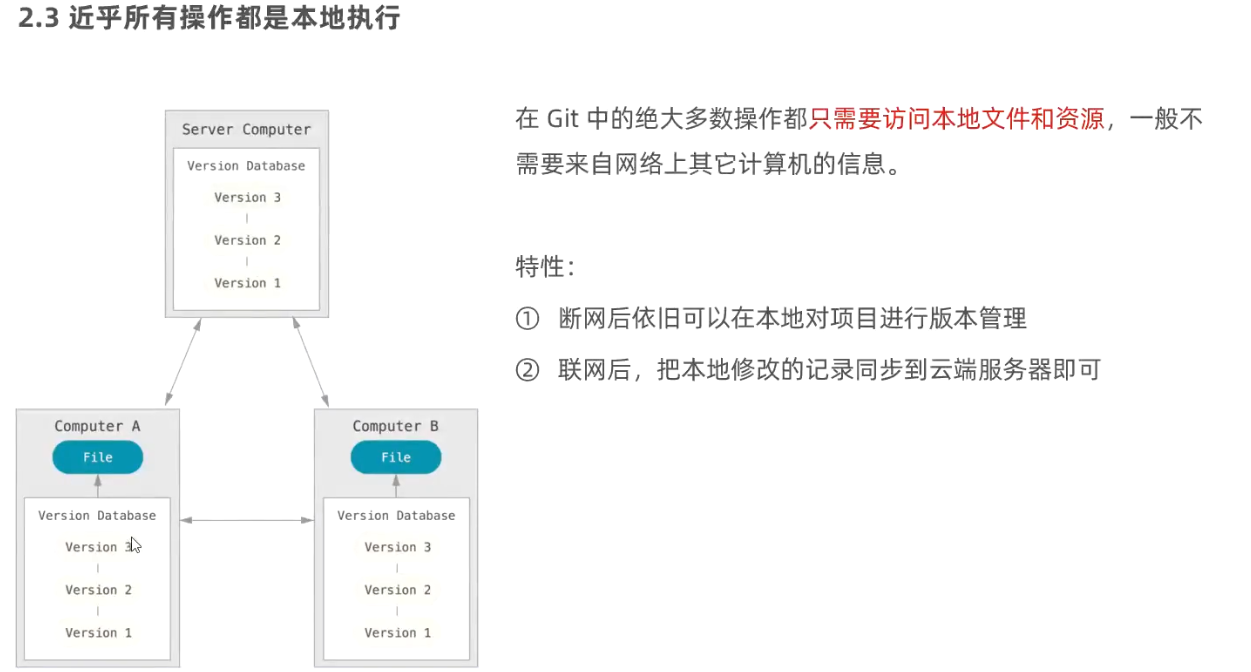 2.3 近乎所有操作都是本地执行
Server Computer
Version Database
Version 3
Version 2
Version 1
Computer A
File
Version Database
Version 3
Version 2
Version 1
Computer B
File
Version Database
Version 3
Version 2
Version 1
在 Git 中的绝大多数操作都只需要访问本地文件和资源，一般不
需要来自网络上其它计算机的信息。
特性：
① 断网后依旧可以在本地对项目进行版本管理
② 联网后，把本地修改的记录同步到云端服务器即可